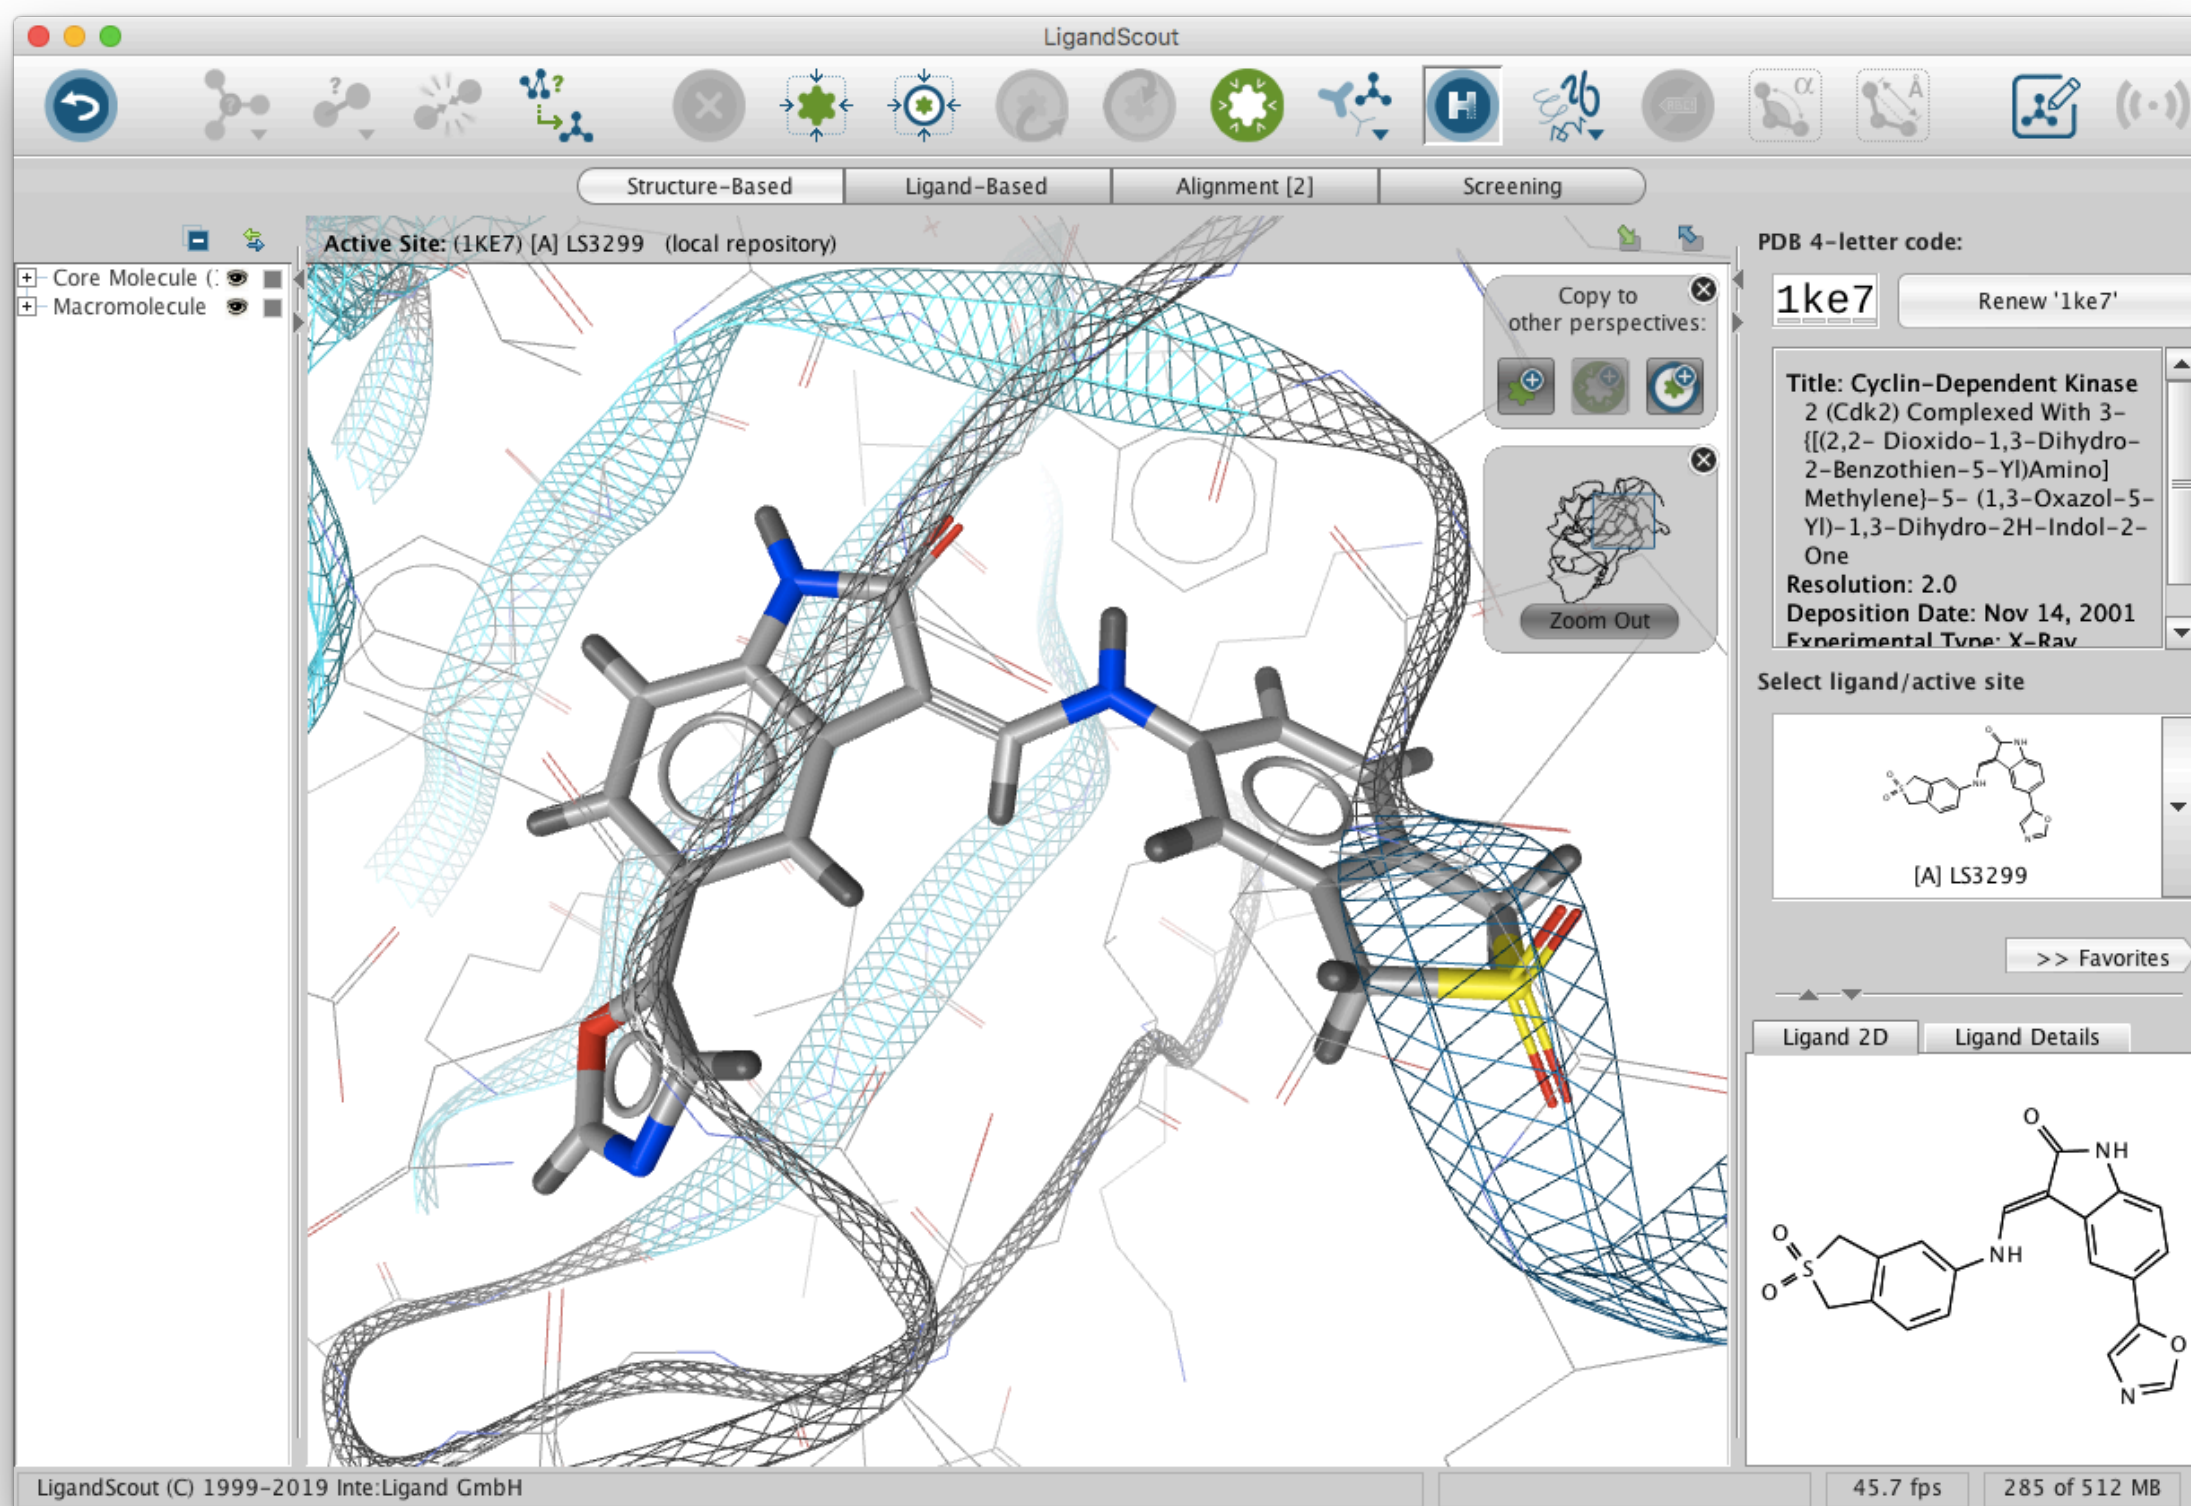 LigandScout
Structure-Based
Ligand-Based
Alignment [2]
Screening
Core Molecule (
Macromolecule
Active Site: (1KE7) [A] LS3299 (local repository)
Copy to
other perspectives:
Zoom Out
PDB 4-letter code:
1ke7
Renew '1ke7'
Title: Cyclin-Dependent Kinase
2 (Cdk2) Complexed With 3-
{[(2,2- Dioxido-1,3-Dihydro-
2-Benzothien-5-Yl)Amino]
Methylene}-5- (1,3-Oxazol-5-
Yl)-1,3-Dihydro-2H-Indol-2-
One
Resolution: 2.0
Deposition Date: Nov 14, 2001
Experimental Type: X-Ray
Select ligand/active site
O
NH
O
S
O
NH
O
N
[A] LS3299
>> Favorites
Ligand 2D
Ligand Details
O
NH
O
S
O
NH
O
N
LigandScout (C) 1999-2019 Inte:Ligand GmbH
45.7 fps
285 of 512 MB